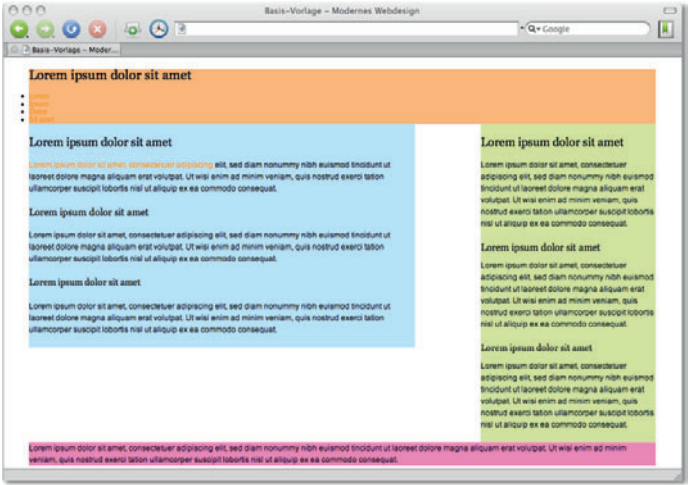 Basis-Vorlage – Modernes Webdesign
Google
Basis-Vorlage – Moder...
Lorem ipsum dolor sit amet
Lorem
Ipsum
Dolor
Sit amet
Lorem ipsum dolor sit amet
Lorem ipsum dolor sit amet, consectetuer adipiscing elit, sed diam nonummy nibh euismod tincidunt ut
laoreet dolore magna aliquam erat volutpat. Ut wisi enim ad minim veniam, quis nostrud exerci tation
ullamcorper suscipit lobortis nisl ut aliquip ex ea commodo consequat.
Lorem ipsum dolor sit amet
Lorem ipsum dolor sit amet, consectetuer adipiscing elit, sed diam nonummy nibh euismod tincidunt ut
laoreet dolore magna aliquam erat volutpat. Ut wisi enim ad minim veniam, quis nostrud exerci tation
ullamcorper suscipit lobortis nisl ut aliquip ex ea commodo consequat.
Lorem ipsum dolor sit amet
Lorem ipsum dolor sit amet, consectetuer adipiscing elit, sed diam nonummy nibh euismod tincidunt ut
laoreet dolore magna aliquam erat volutpat. Ut wisi enim ad minim veniam, quis nostrud exerci tation
ullamcorper suscipit lobortis nisl ut aliquip ex ea commodo consequat.
Lorem ipsum dolor sit amet
Lorem ipsum dolor sit amet, consectetuer
adipiscing elit, sed diam nonummy nibh euismod
tincidunt ut laoreet dolore magna aliquam erat
volutpat. Ut wisi enim ad minim veniam, quis
nostrud exerci tation ullamcorper suscipit lobortis
nisl ut aliquip ex ea commodo consequat.
Lorem ipsum dolor sit amet
Lorem ipsum dolor sit amet, consectetuer
adipiscing elit, sed diam nonummy nibh euismod
tincidunt ut laoreet dolore magna aliquam erat
volutpat. Ut wisi enim ad minim veniam, quis
nostrud exerci tation ullamcorper suscipit lobortis
nisl ut aliquip ex ea commodo consequat.
Lorem ipsum dolor sit amet
Lorem ipsum dolor sit amet, consectetuer
adipiscing elit, sed diam nonummy nibh euismod
tincidunt ut laoreet dolore magna aliquam erat
volutpat. Ut wisi enim ad minim veniam, quis
nostrud exerci tation ullamcorper suscipit lobortis
nisl ut aliquip ex ea commodo consequat.
Lorem ipsum dolor sit amet, consectetuer adipiscing elit, sed diam nonummy nibh euismod tincidunt ut laoreet dolore magna aliquam erat volutpat. Ut wisi enim ad minim
veniam, quis nostrud exerci tation ullamcorper suscipit lobortis nisl ut aliquip ex ea commodo consequat.